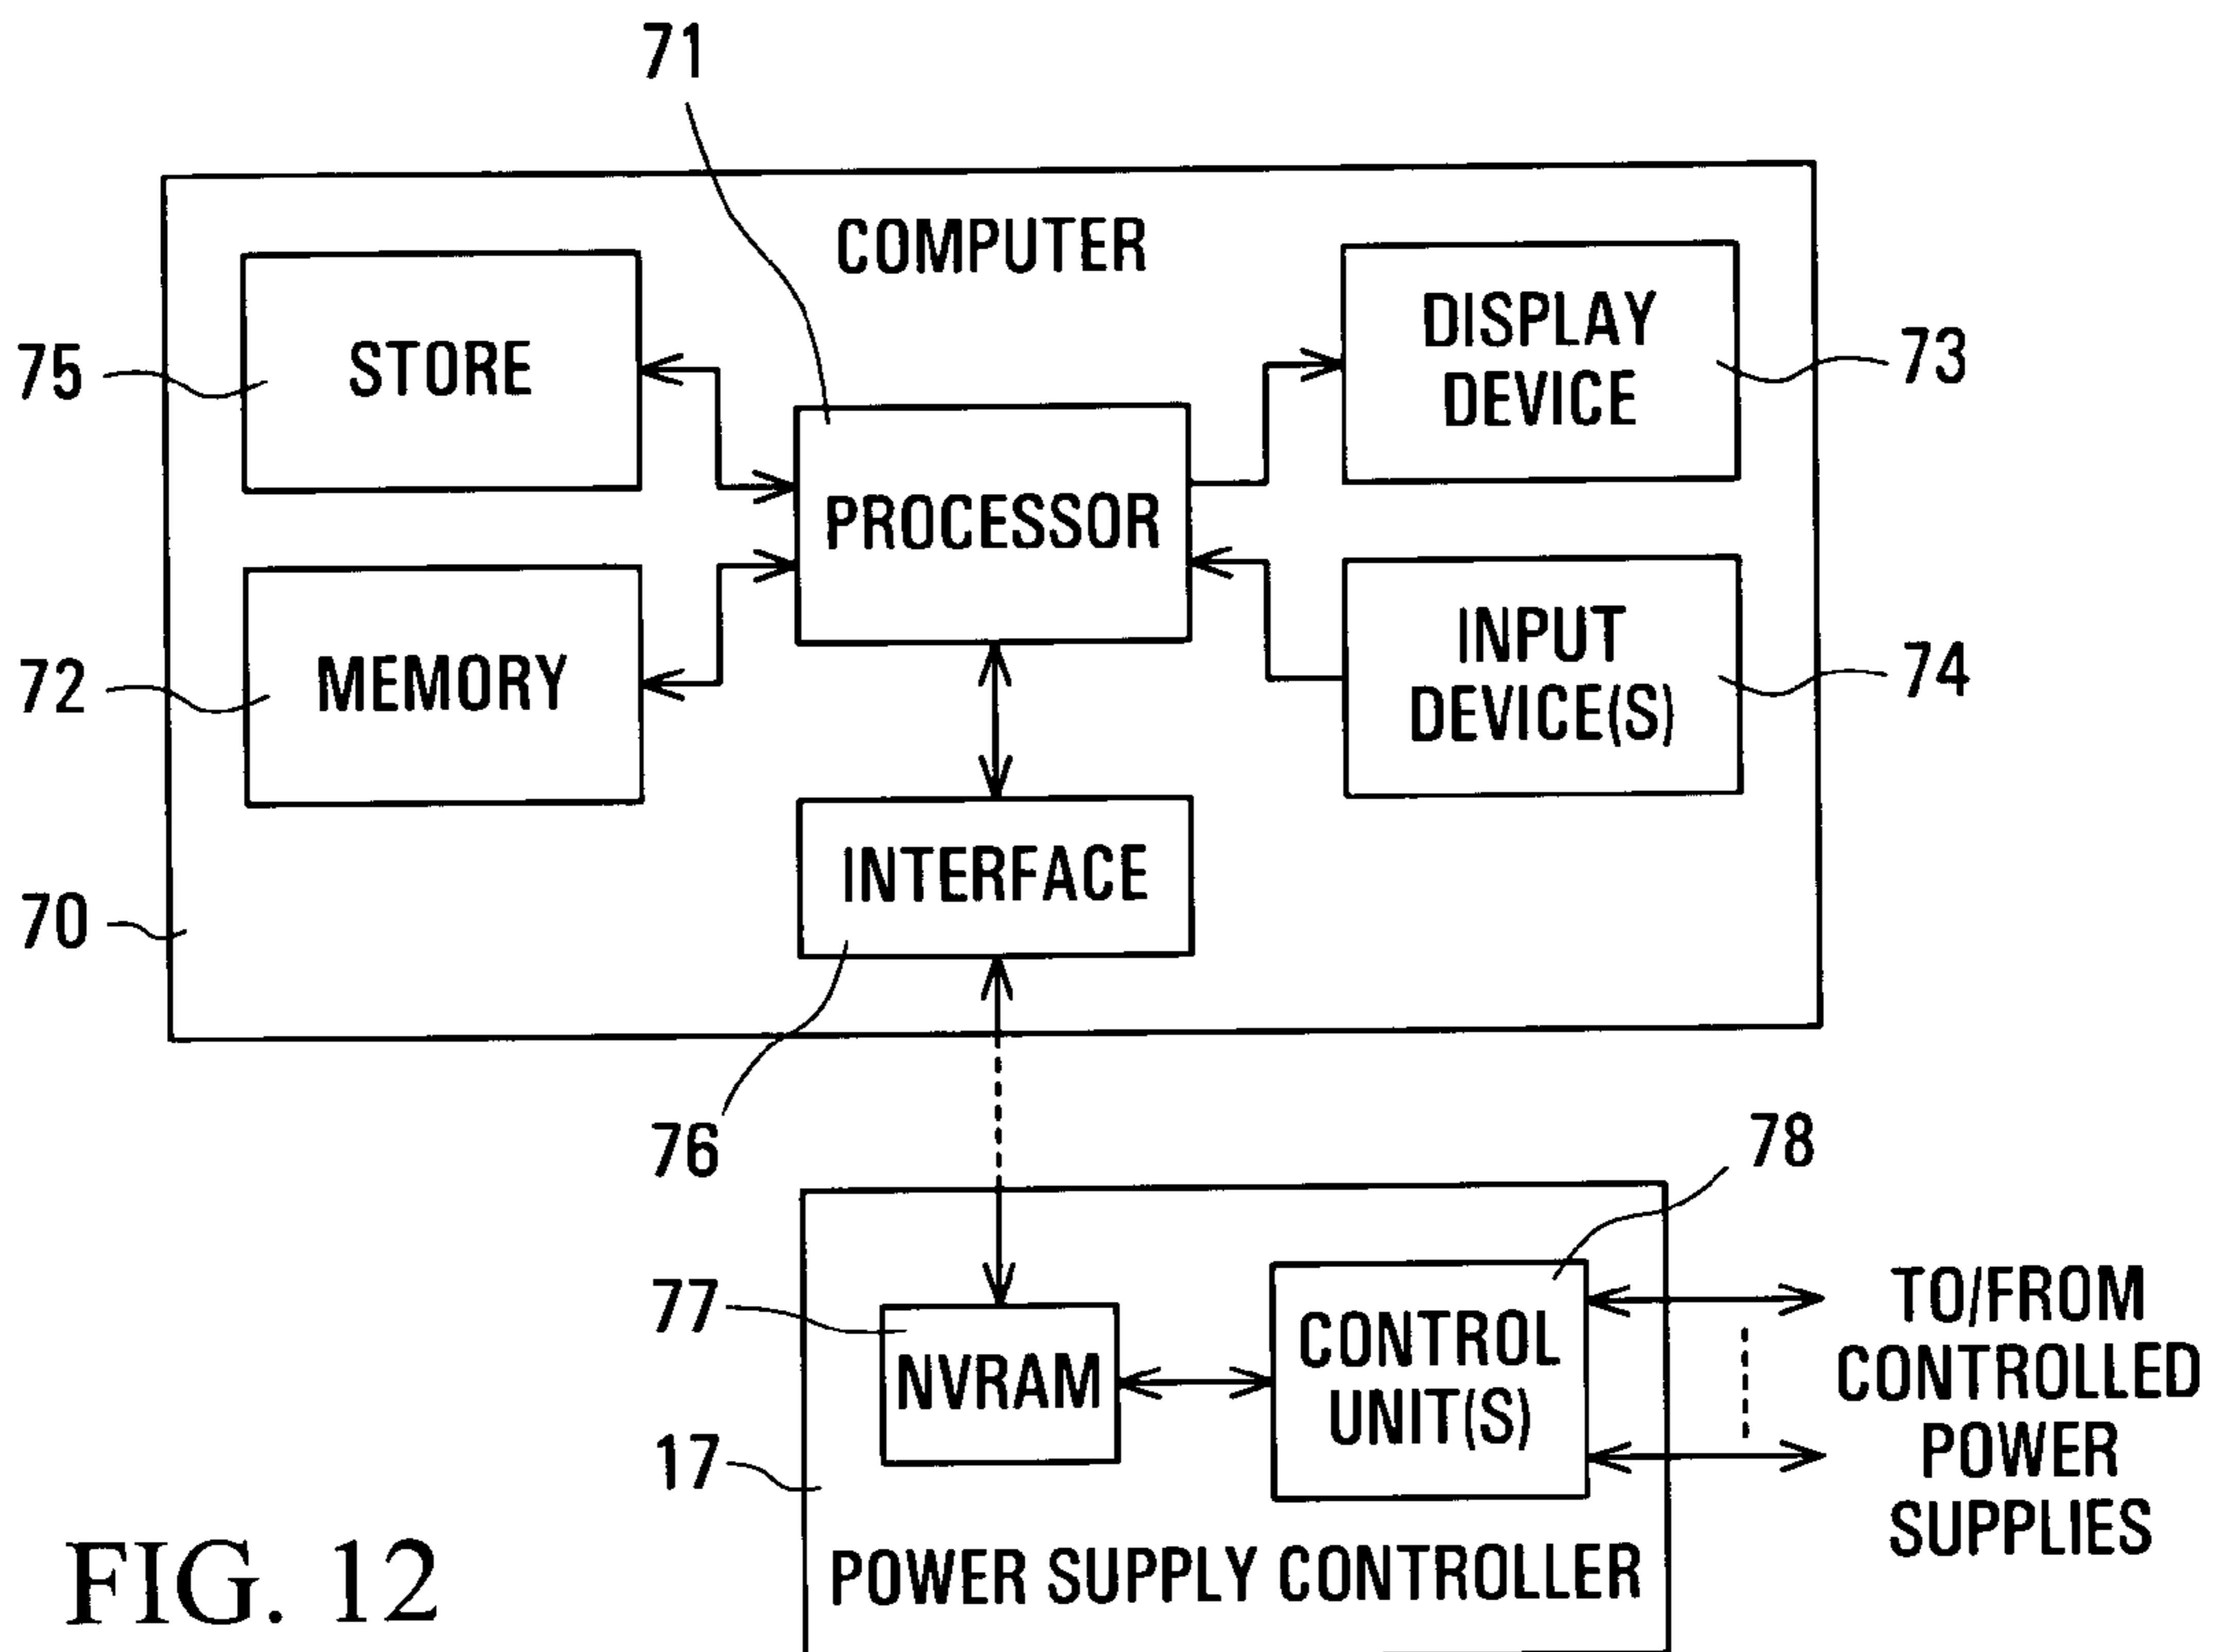 71
COMPUTER
STORE
75
DISPLAY
DEVICE
73
PROCESSOR
MEMORY
72
INPUT
DEVICE(S)
74
INTERFACE
70
76
78
77
NVRAM
CONTROL
UNIT(S)
TO/FROM
CONTROLLED
POWER
SUPPLIES
17
POWER SUPPLY CONTROLLER
FIG. 12